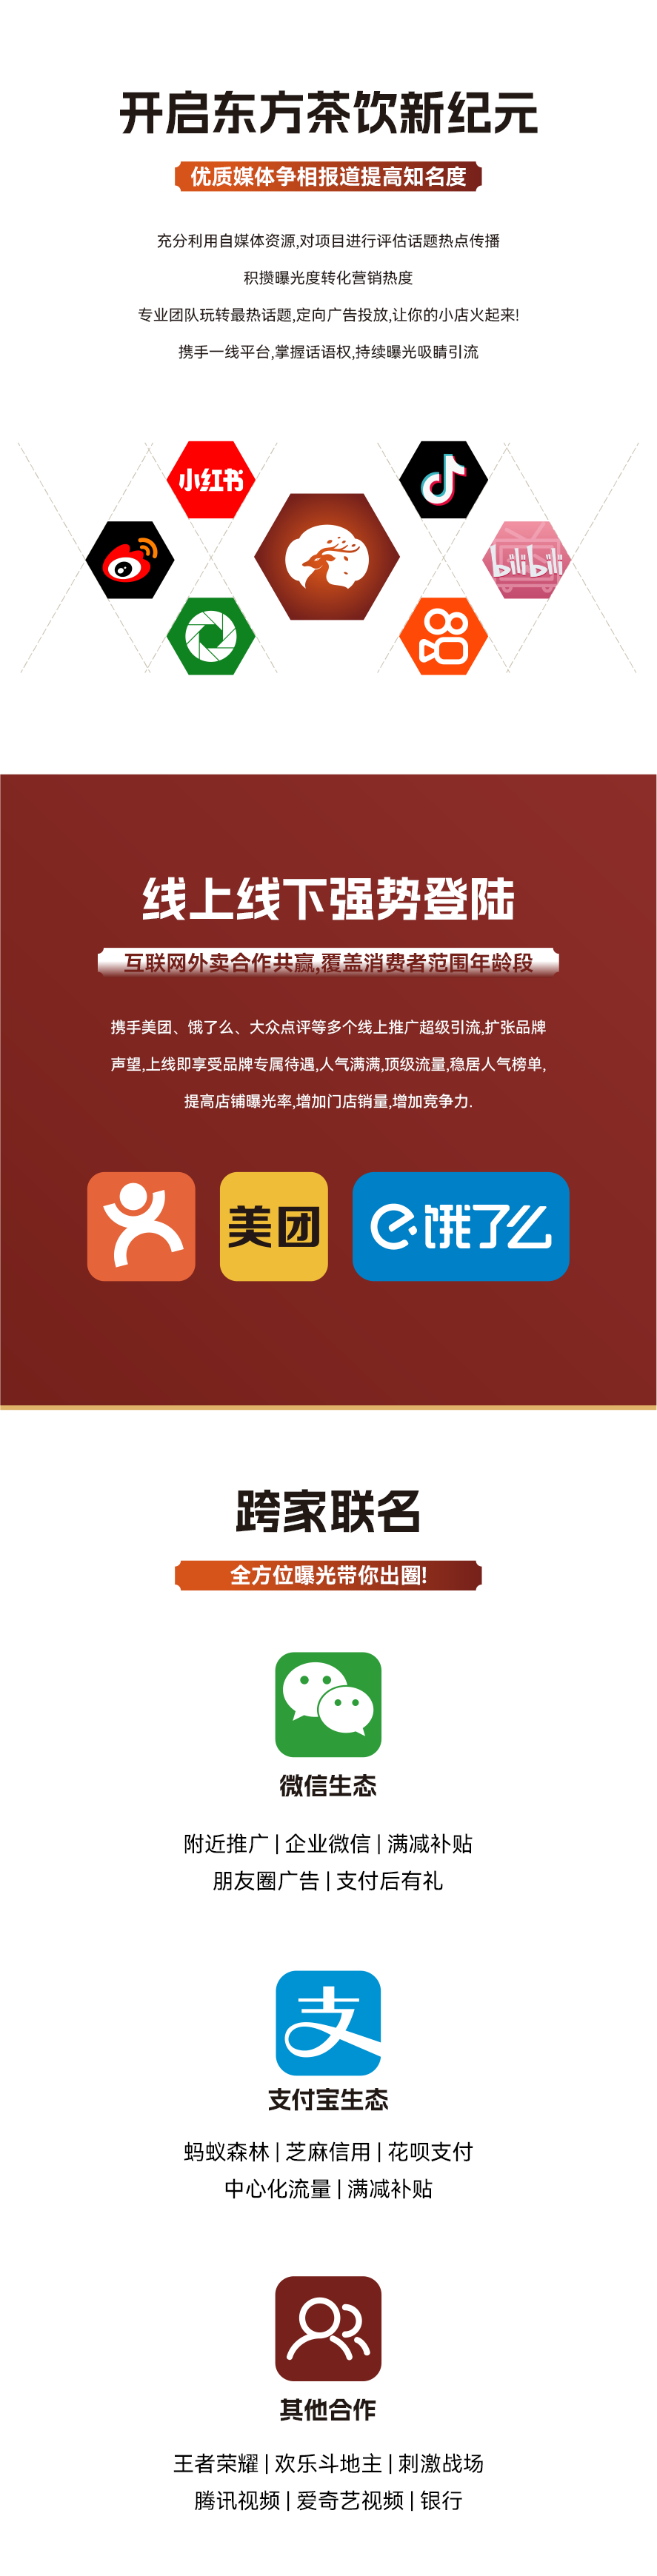 开启东方茶饮新纪元
优质媒体争相报道提高知名度
充分利用自媒体资源,对项目进行评估话题热点传播
积攒曝光度转化营销热度
专业团队玩转最热话题,定向广告投放,让你的小店火起来!
携手一线平台,掌握话语权,持续曝光吸睛引流
小红书
bilibili
线上线下强势登陆
互联网外卖合作共赢,覆盖消费者范围年龄段
携手美团、饿了么、大众点评等多个线上推广超级引流,扩张品牌
声望,上线即享受品牌专属待遇,人气满满,顶级流量,稳居人气榜单,
提高店铺曝光率,增加门店销量,增加竞争力.
美团
e饿了么
跨家联名
全方位曝光带你出圈!
微信生态
附近推广 | 企业微信 | 满减补贴
朋友圈广告 | 支付后有礼
支
支付宝生态
蚂蚁森林 | 芝麻信用 | 花呗支付
中心化流量 | 满减补贴
其他合作
王者荣耀 | 欢乐斗地主 | 刺激战场
腾讯视频 | 爱奇艺视频 | 银行